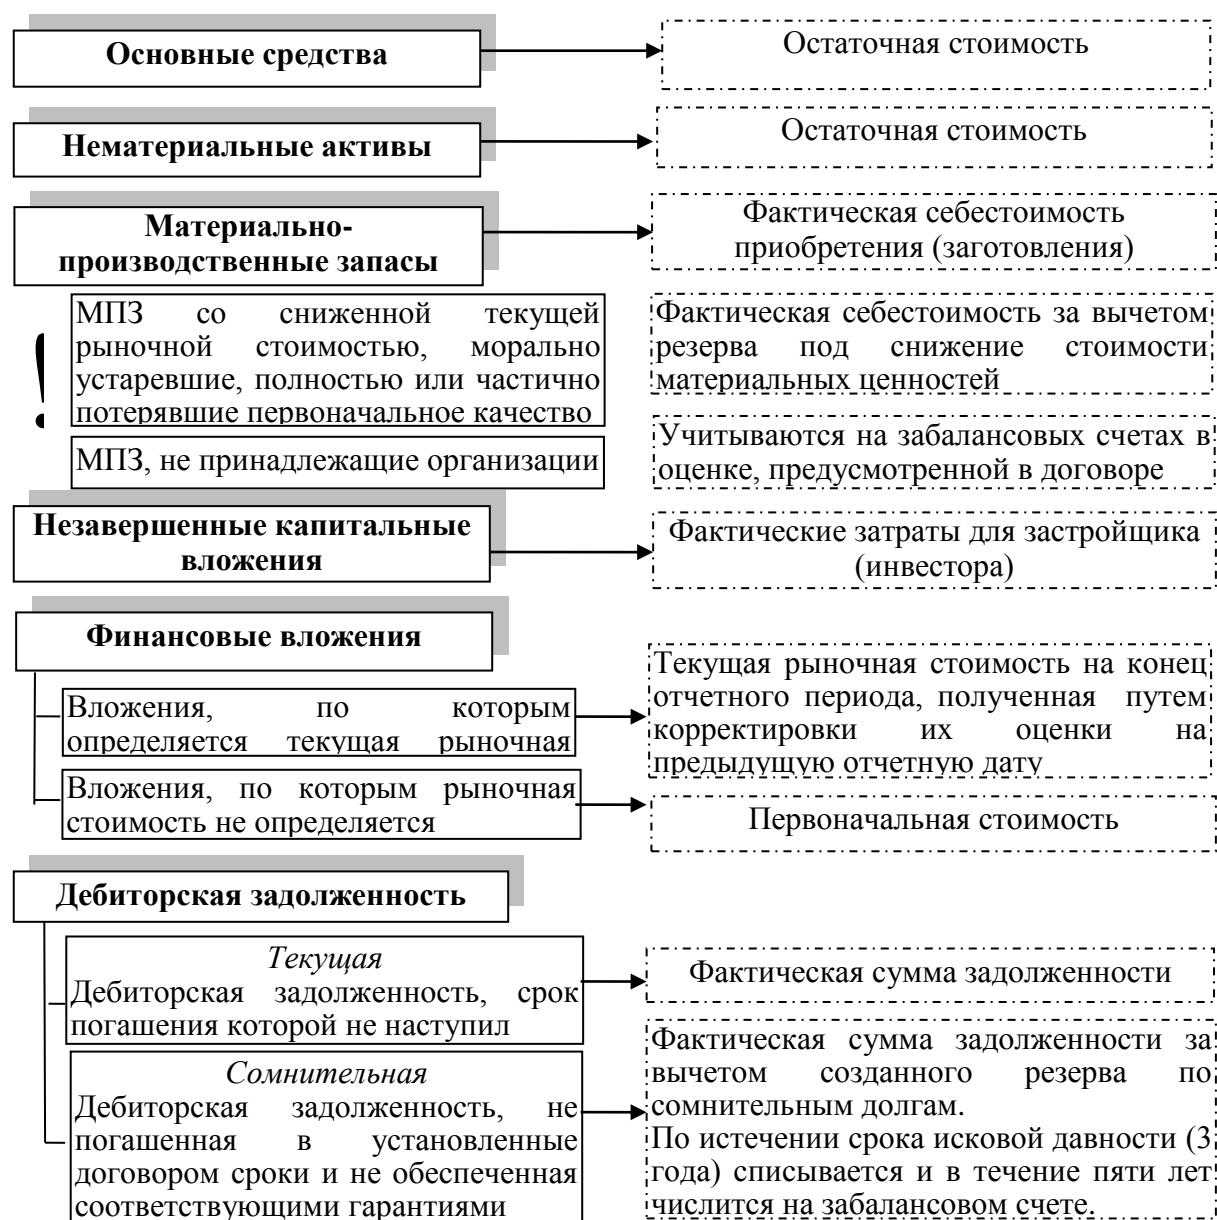 Основные средства
Остаточная стоимость
Нематериальные активы
Остаточная стоимость
Материально-
производственные запасы
Фактическая себестоимость
приобретения (заготовления)
!
МПЗ со сниженной текущей
рыночной стоимостью, морально
устаревшие, полностью или частично
потерявшие первоначальное качество
Фактическая себестоимость за вычетом
резерва под снижение стоимости
материальных ценностей
МПЗ, не принадлежащие организации
Учитываются на забалансовых счетах в
оценке, предусмотренной в договоре
Незавершенные капитальные
вложения
Фактические затраты для застройщика
(инвестора)
Финансовые вложения
Вложения, по которым
определяется текущая рыночная
Текущая рыночная стоимость на конец
отчетного периода, полученная путем
корректировки их оценки на
предыдущую отчетную дату
Вложения, по которым рыночная
стоимость не определяется
Первоначальная стоимость
Дебиторская задолженность
Текущая
Дебиторская задолженность, срок
погашения которой не наступил
Фактическая сумма задолженности
Сомнительная
Дебиторская задолженность, не
погашенная в установленные
договором сроки и не обеспеченная
соответствующими гарантиями
Фактическая сумма задолженности за
вычетом созданного резерва по
сомнительным долгам.
По истечении срока исковой давности (3
года) списывается и в течение пяти лет
числится на забалансовом счете.